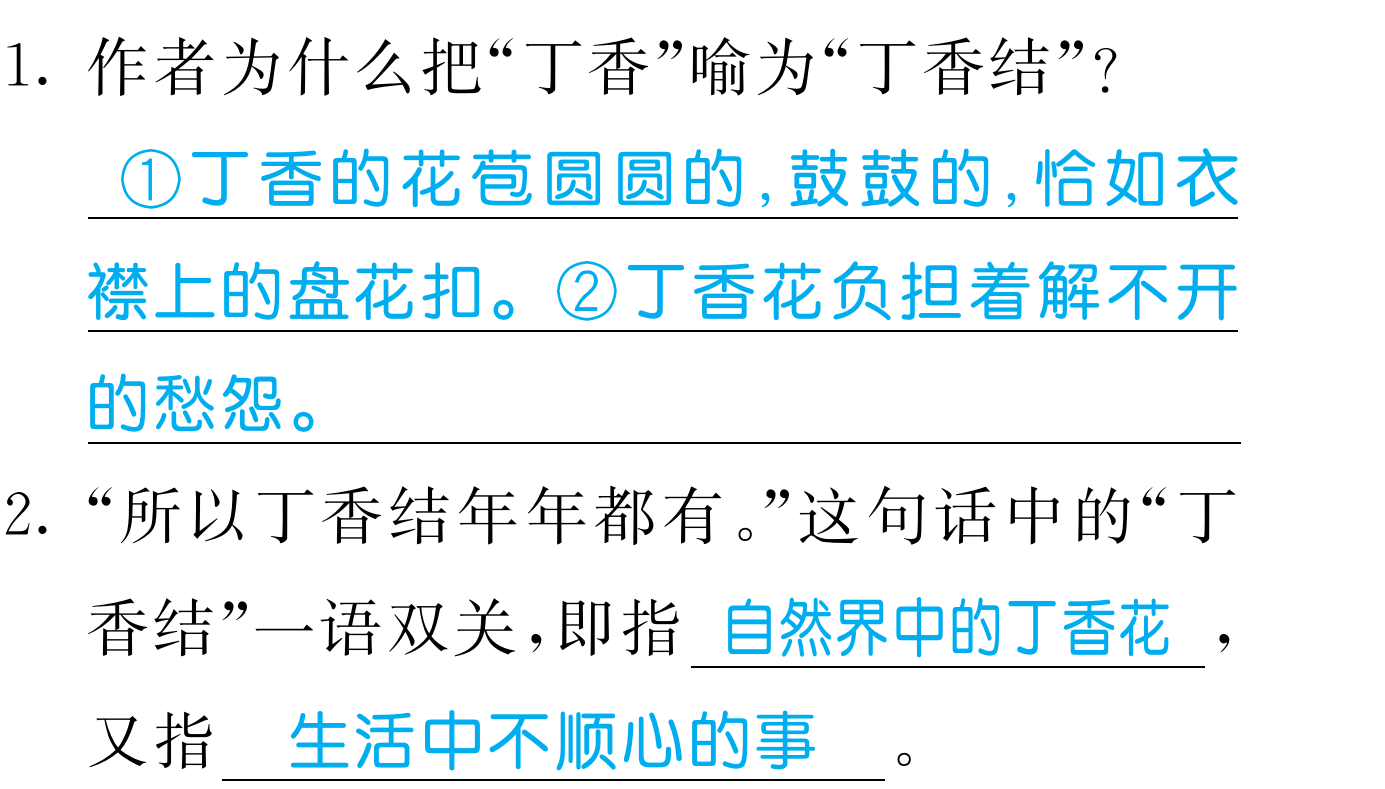 1. 作者为什么把“丁香”喻为“丁香结”？
①丁香的花苞圆圆的,鼓鼓的,恰如衣
襟上的盘花扣。②丁香花负担着解不开
的愁怨。
2. “所以丁香结年年都有。”这句话中的“丁
香结”一语双关,即指 自然界中的丁香花 ,
又指 生活中不顺心的事 。